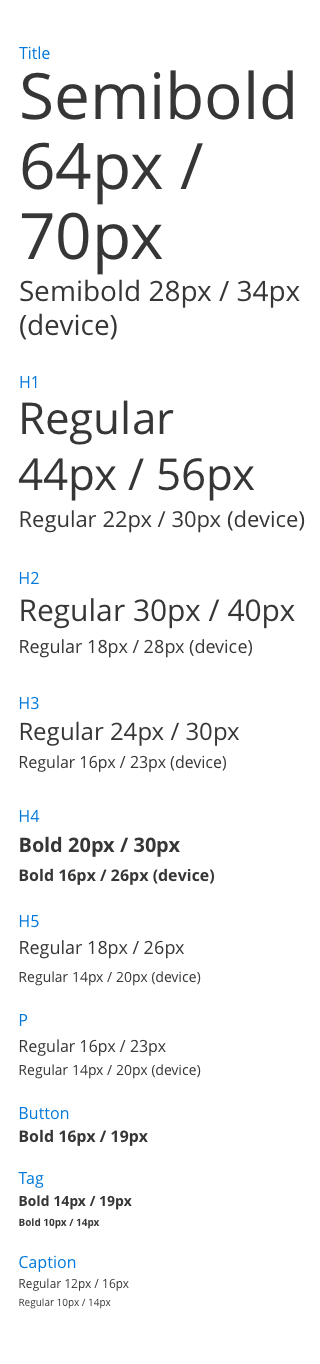 Title
Semibold
64px /
70px
Semibold 28px / 34px
(device)
H1
Regular
44px / 56px
Regular 22px / 30px (device)
H2
Regular 30px / 40px
Regular 18px / 28px (device)
H3
Regular 24px / 30px
Regular 16px / 23px (device)
H4
Bold 20px / 30px
Bold 16px / 26px (device)
H5
Regular 18px / 26px
Regular 14px / 20px (device)
P
Regular 16px / 23px
Regular 14px / 20px (device)
Button
Bold 16px / 19px
Tag
Bold 14px / 19px
Bold 10px / 14px
Caption
Regular 12px / 16px
Regular 10px / 14px